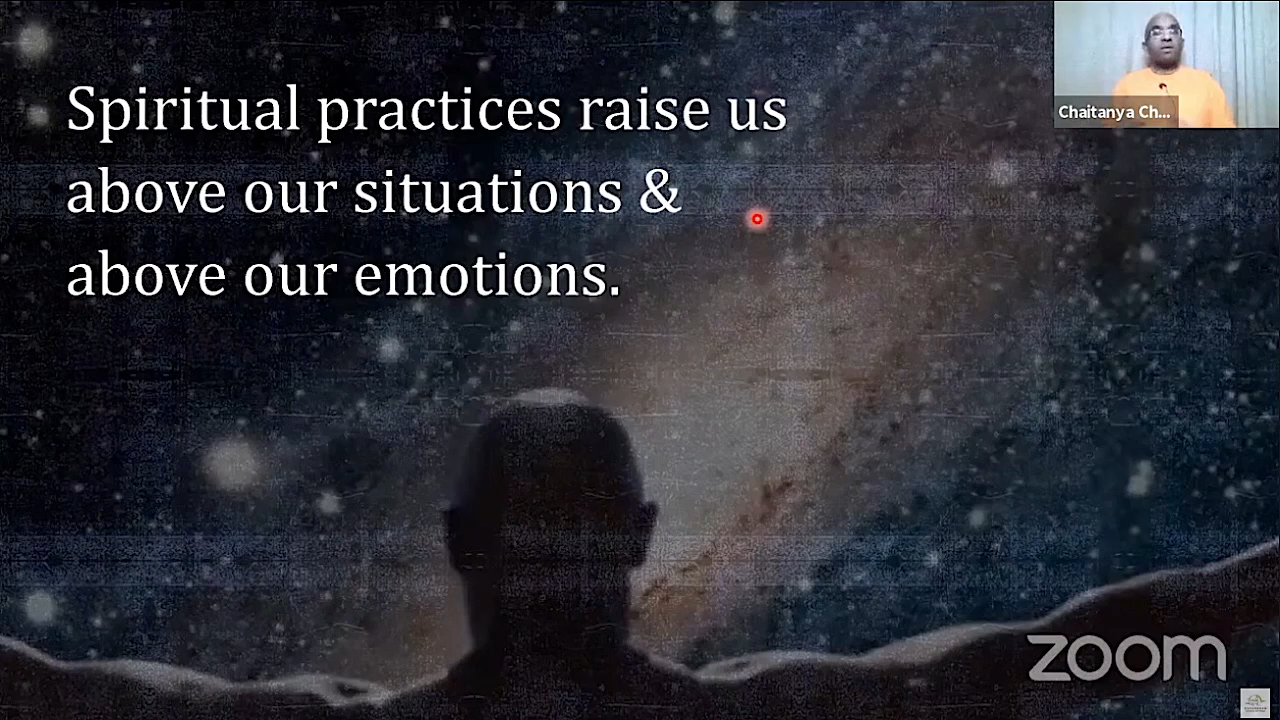 Spiritual practices raise us
above our situations &
above our emotions.
Chaitanya Ch...
zoom